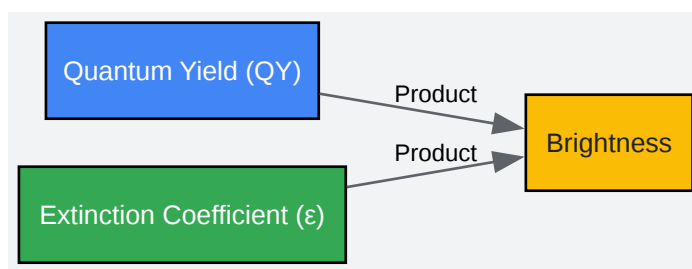 Quantum Yield (QY)
Product
Brightness
Product
Extinction Coefficient (ε)